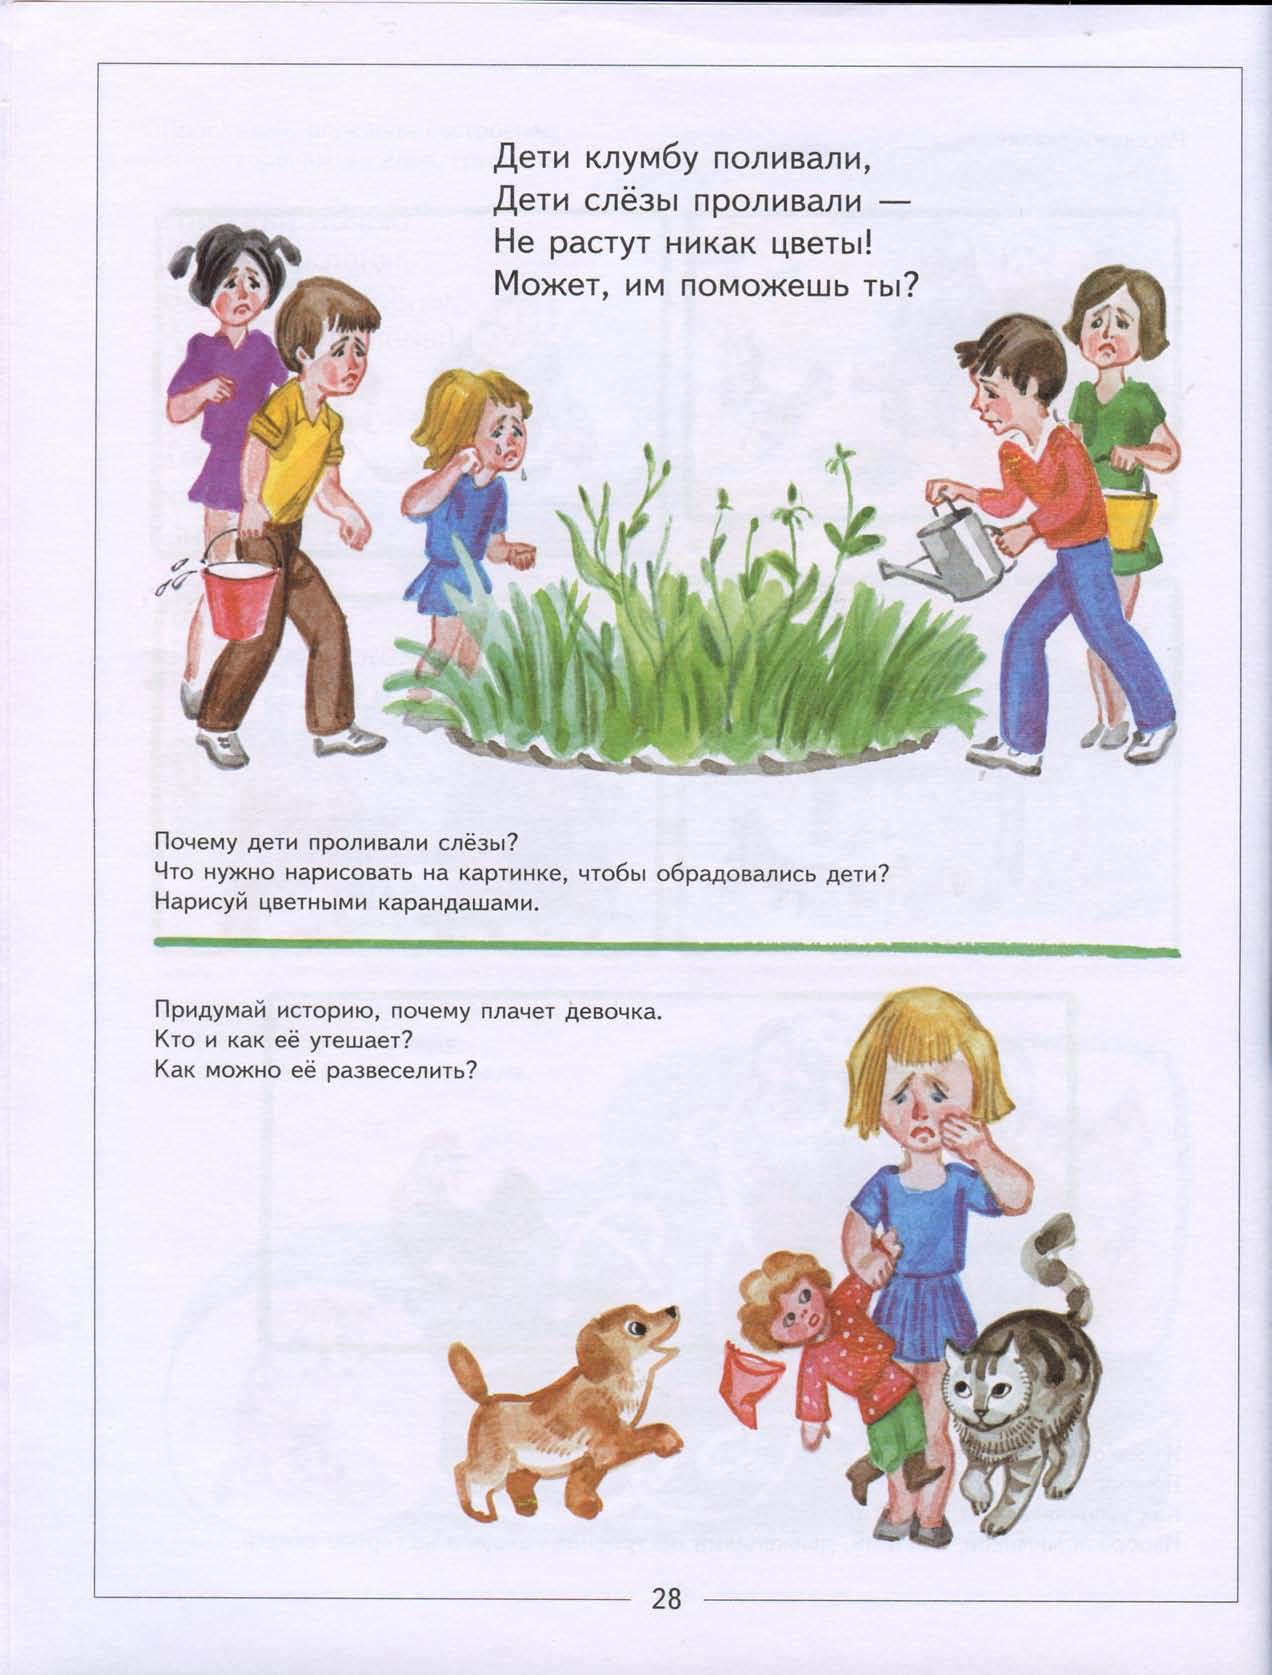 Дети клумбу поливали,
Дети слёзы проливали —
Не растут никак цветы!
Может, им поможешь ты?
Почему дети проливали слёзы?
Что нужно нарисовать на картинке, чтобы обрадовались дети?
Нарисуй цветными карандашами.
Придумай историю, почему плачет девочка.
Кто и как её утешает?
Как можно её развеселить?
28